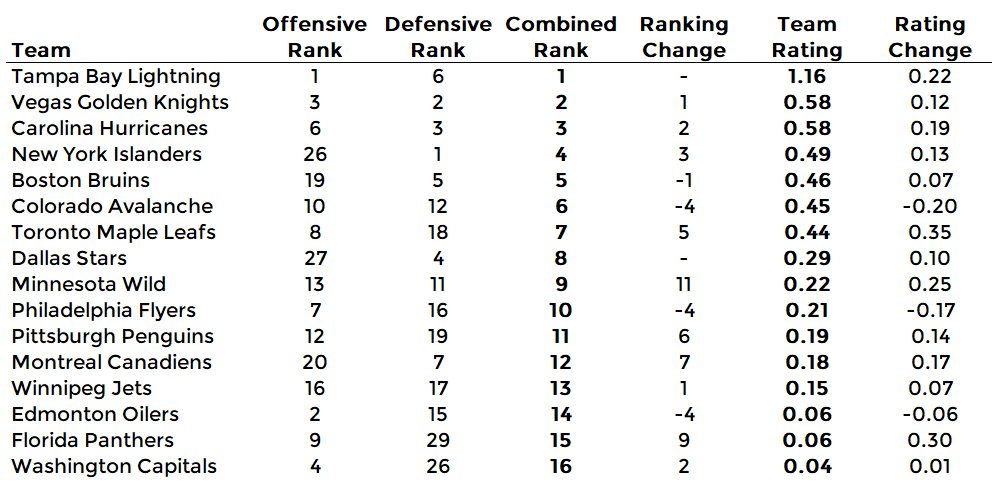 Offensive Defensive Combined Ranking Team Rating
Team Rank Rank Rank Change Rating Change
Tampa Bay Lightning 1 6 1 - 1.16 0.22
Vegas Golden Knights 3 2 2 1 0.58 0.12
Carolina Hurricanes 6 3 3 2 0.58 0.19
New York Islanders 26 1 4 3 0.49 0.13
Boston Bruins 19 5 5 -1 0.46 0.07
Colorado Avalanche 10 12 6 -4 0.45 -0.20
Toronto Maple Leafs 8 18 7 5 0.44 0.35
Dallas Stars 27 4 8 - 0.29 0.10
Minnesota Wild 13 11 9 11 0.22 0.25
Philadelphia Flyers 7 16 10 -4 0.21 -0.17
Pittsburgh Penguins 12 19 11 6 0.19 0.14
Montreal Canadiens 20 7 12 7 0.18 0.17
Winnipeg Jets 16 17 13 1 0.15 0.07
Edmonton Oilers 2 15 14 -4 0.06 -0.06
Florida Panthers 9 29 15 9 0.06 0.30
Washington Capitals 4 26 16 2 0.04 0.01